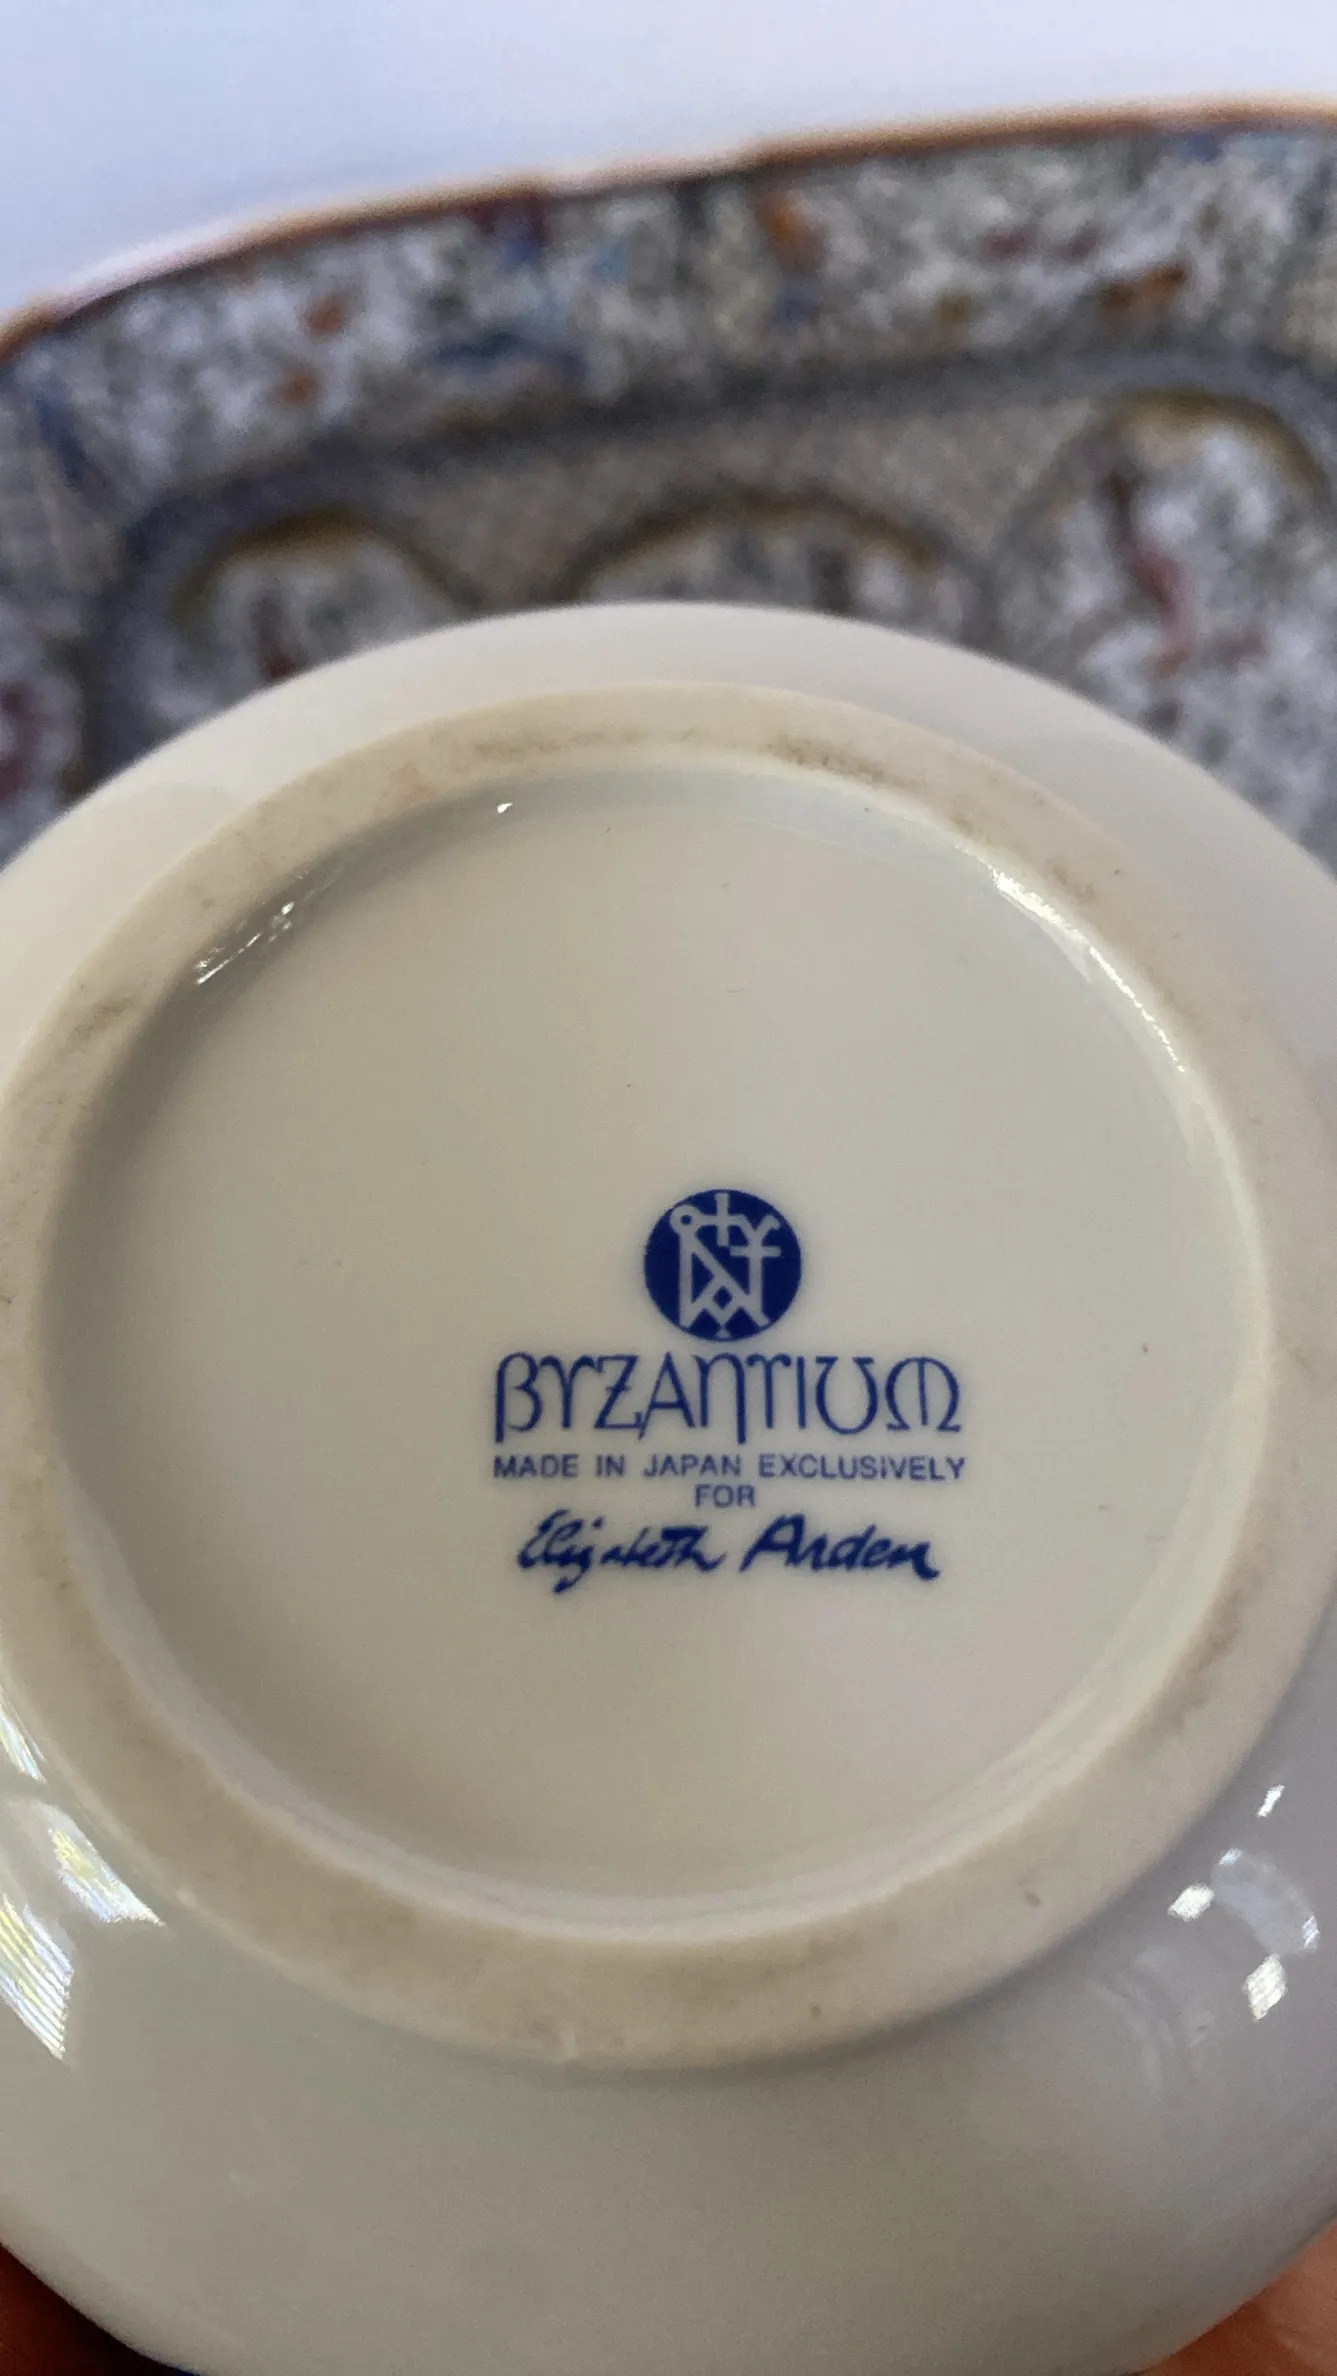 BYZANTIUM
MADE IN JAPAN EXCLUSIVELY
FOR
Elizabeth Arden